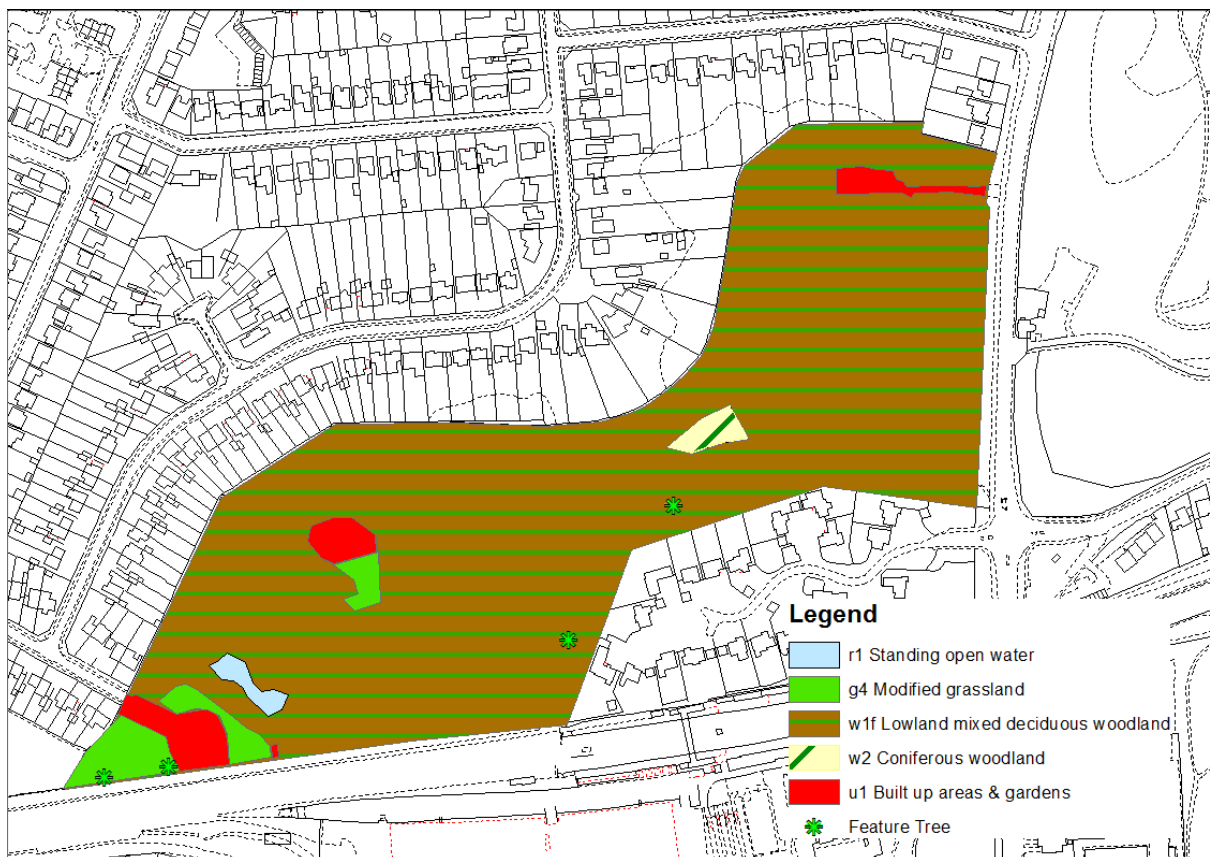 Legend
r1 Standing open water
g4 Modified grassland
w1f Lowland mixed deciduous woodland
w2 Coniferous woodland
u1 Built up areas & gardens
Feature Tree